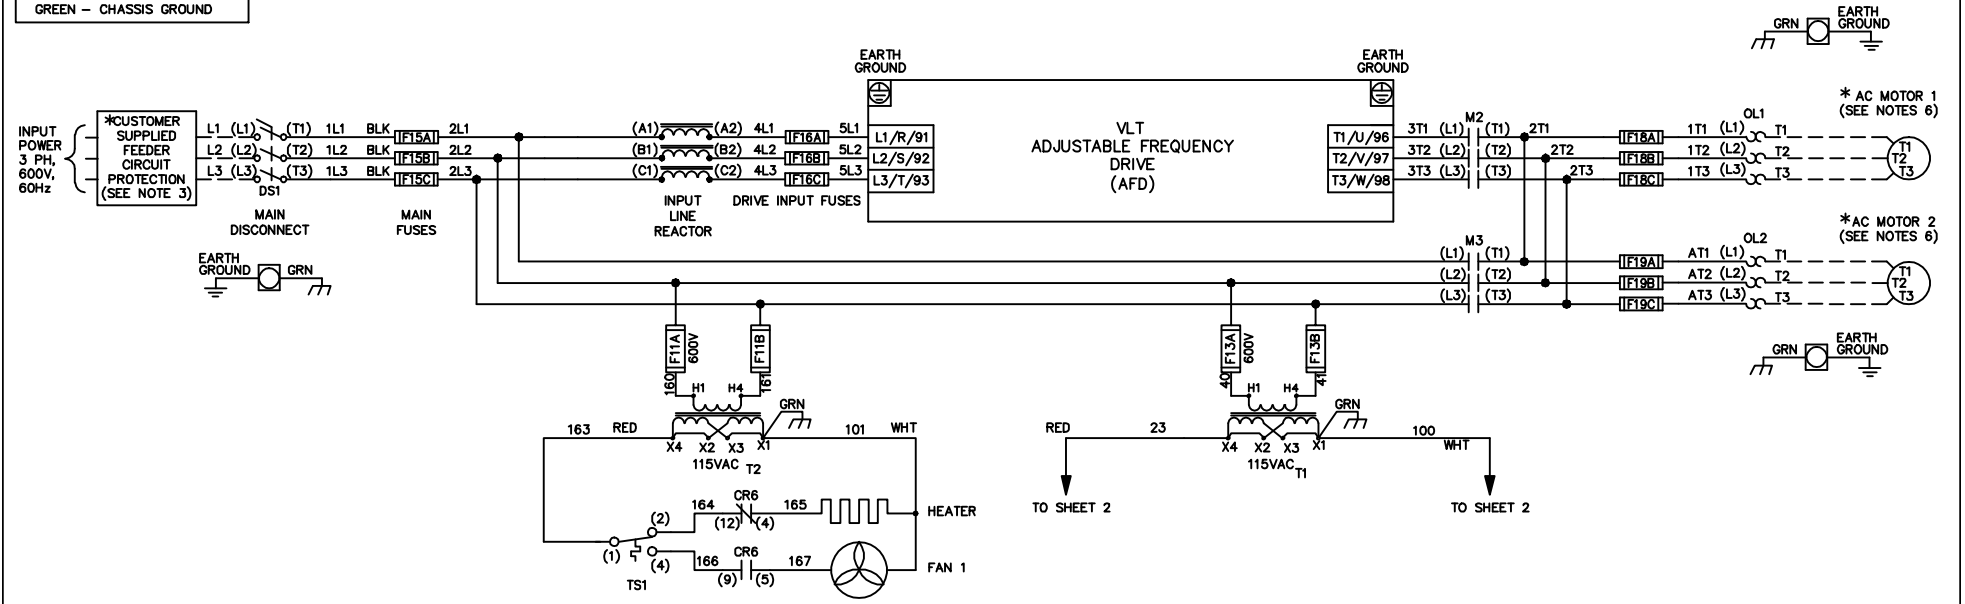 GREEN – CHASSIS GROUND
GRN
EARTH
GROUND
INPUT
POWER
3 PH,
600V,
60Hz
*CUSTOMER
SUPPLIED
FEEDER
CIRCUIT
PROTECTION
(SEE NOTE 3)
L1 (L1) (T1) 1L1 BLK F15A 2L1
L2 (L2) (T2) 1L2 BLK F15B 2L2
L3 (L3) (T3) 1L3 BLK F15C 2L3
DS1
MAIN
DISCONNECT
MAIN
FUSES
(A1) (A2) 4L1 F16A 5L1
(B1) (B2) 4L2 F16B 5L2
(C1) (C2) 4L3 F16C 5L3
INPUT
LINE
REACTOR
DRIVE INPUT FUSES
EARTH
GROUND
EARTH
GROUND
L1/R/91
L2/S/92
L3/T/93
VLT
ADJUSTABLE FREQUENCY
DRIVE
(AFD)
T1/U/96
T2/V/97
T3/W/98
M2
3T1 (L1) (T1) 2T1
3T2 (L2) (T2) 2T2
3T3 (L3) (T3) 2T3
OL1
F18A 1T1 (L1) T1
F18B 1T2 (L2) T2
F18C 1T3 (L3) T3
* AC MOTOR 1
(SEE NOTES 6)
T1
T2
T3
M3
(L1) (T1)
(L2) (T2)
(L3) (T3)
OL2
F19A AT1 (L1) T1
F19B AT2 (L2) T2
F19C AT3 (L3) T3
*AC MOTOR 2
(SEE NOTES 6)
T1
T2
T3
EARTH
GROUND
GRN
GRN
EARTH
GROUND
F11A
600V
F11B
160
161
H1 H4
GRN
163 RED
101 WHT
X4 X2 X3 X1
115VAC T2
F13A
600V
F13B
40
41
H1 H4
GRN
RED 23
100 WHT
X4 X2 X3 X1
115VAC T1
TO SHEET 2
TO SHEET 2
164 CR6 165
(2) (12) (4)
HEATER
(1)
(4)
TS1
166 CR6 167
(9) (5)
FAN 1